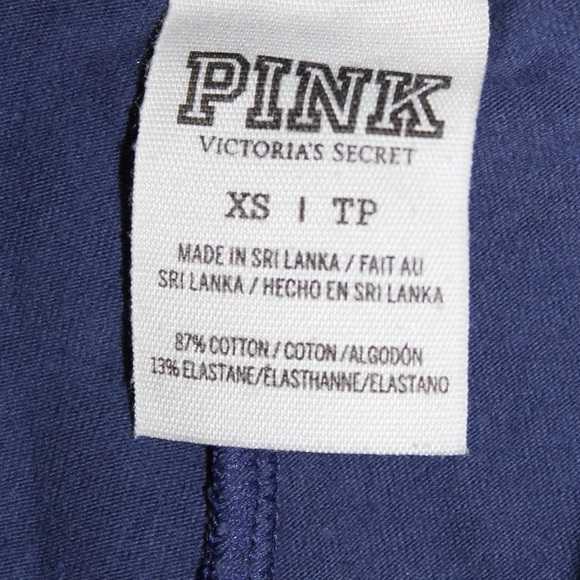 PINK
VICTORIA'S SECRET
XS | TP
MADE IN SRI LANKA / FAIT AU
SRI LANKA / HECHO EN SRI LANKA
87% COTTON / COTON / ALGODÓN
13% ELASTANE/ÉLASTHANNE/ELASTANO